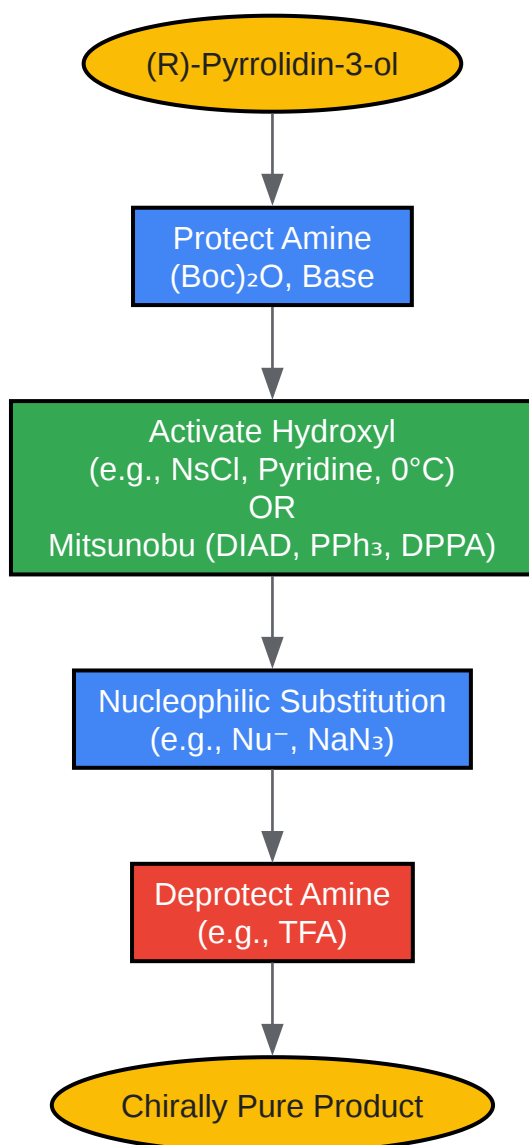 (R)-Pyrrolidin-3-ol
Protect Amine
(Boc)₂O, Base
Activate Hydroxyl
(e.g., NsCl, Pyridine, 0°C)
OR
Mitsunobu (DIAD, PPh₃, DPPA)
Nucleophilic Substitution
(e.g., Nu⁻, NaN₃)
Deprotect Amine
(e.g., TFA)
Chirally Pure Product